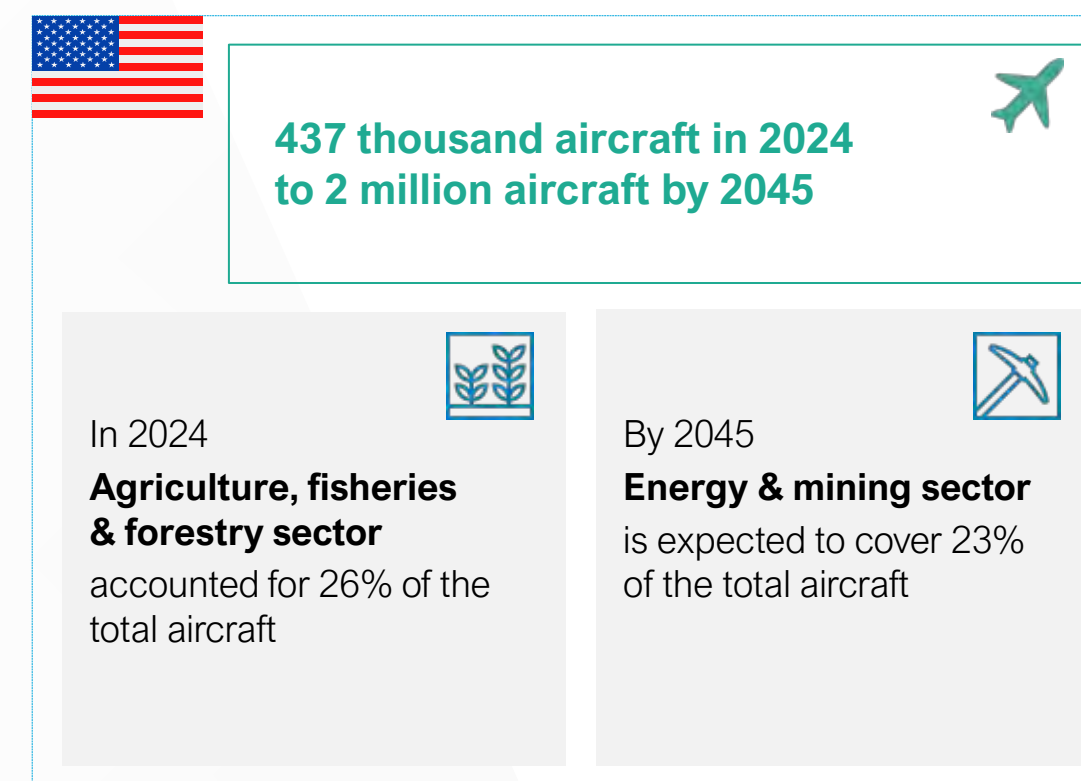 437 thousand aircraft in 2024
to 2 million aircraft by 2045
In 2024
Agriculture, fisheries
& forestry sector
accounted for 26% of the
total aircraft
By 2045
Energy & mining sector
is expected to cover 23%
of the total aircraft